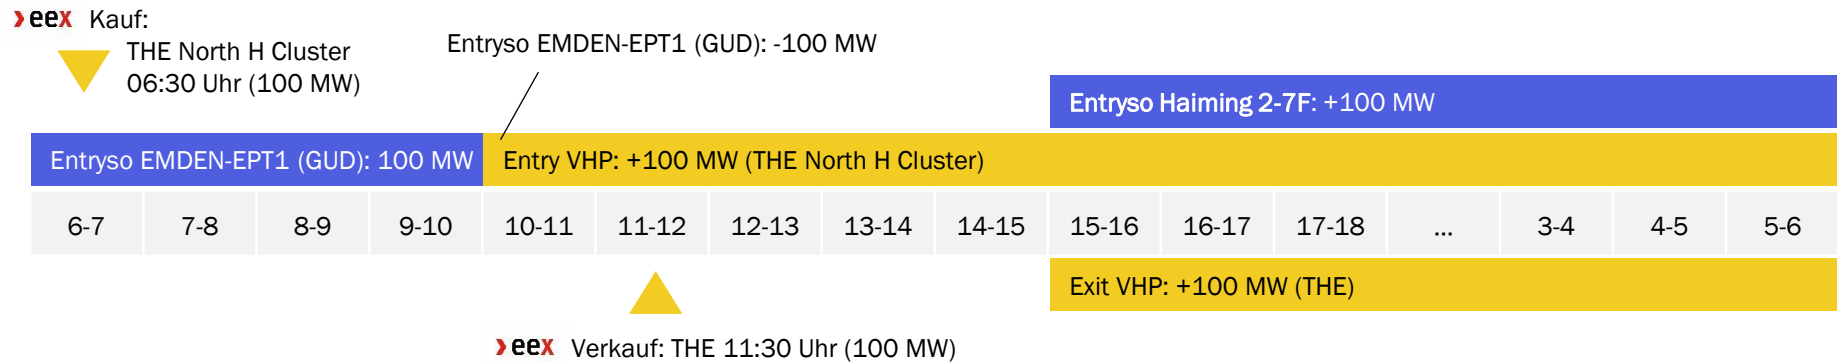 eex Kauf:
THE North H Cluster
06:30 Uhr (100 MW)
Entryso EMDEN-EPT1 (GUD): -100 MW
Entryso Haiming 2-7F: +100 MW
Entryso EMDEN-EPT1 (GUD): 100 MW
Entry VHP: +100 MW (THE North H Cluster)
6-7 7-8 8-9 9-10 10-11 11-12 12-13 13-14 14-15 15-16 16-17 17-18 ... 3-4 4-5 5-6
Exit VHP: +100 MW (THE)
eex Verkauf: THE 11:30 Uhr (100 MW)